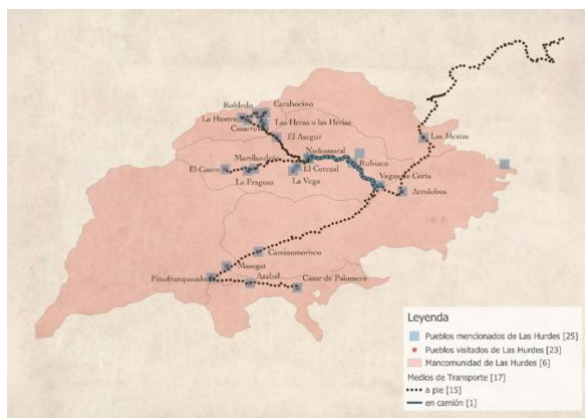 Robledo
Carabocino
La Huetre
Casarrubia
Las Heras o las Herias
El Asegur
Las Mestas
Nuñomoral
Martilandrán
Rubiaco
El Gasco
El Cerezal
La Fragosa
La Vega
Vegas de Coria
Arrolobos
Caminomorisco
Masegat
Pinofranqueado
Azabal
Casar de Palomero
Leyenda
Pueblos mencionados de Las Hurdes [25]
Pueblos visitados de Las Hurdes [23]
Mancomunidad de Las Hurdes [6]
Medios de Transporte [17]
a pie [15]
en camión [1]